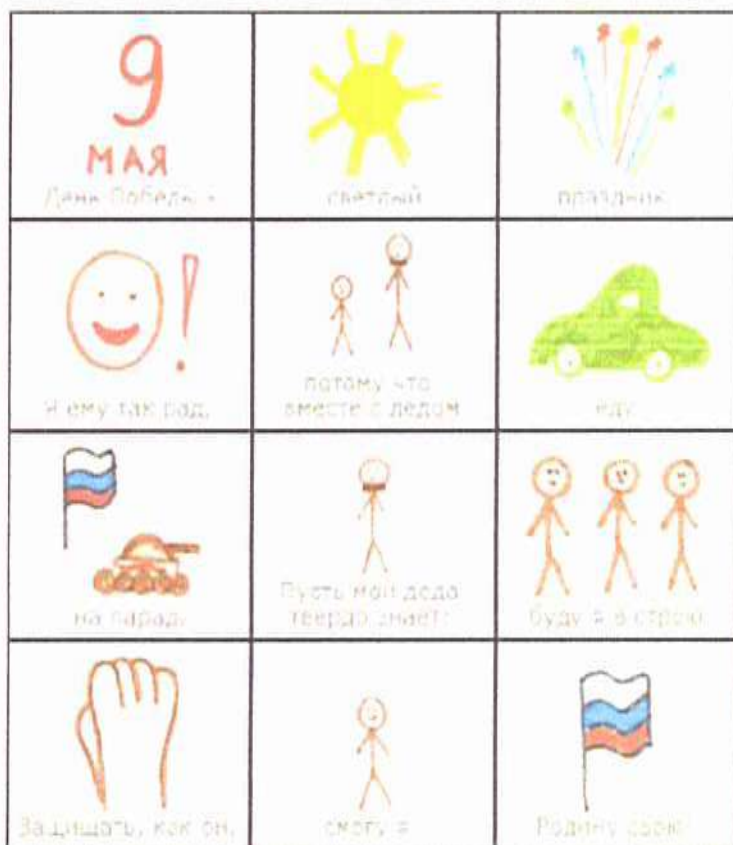 9
МАЯ
День Победы -
светлый
праздник.
Я ему так рад,
потому что
вместе с дедом
еду
на парад.
Пусть мой деда
твердо знает:
буду я в строю
Защищать, как он,
смогу я
Родину свою